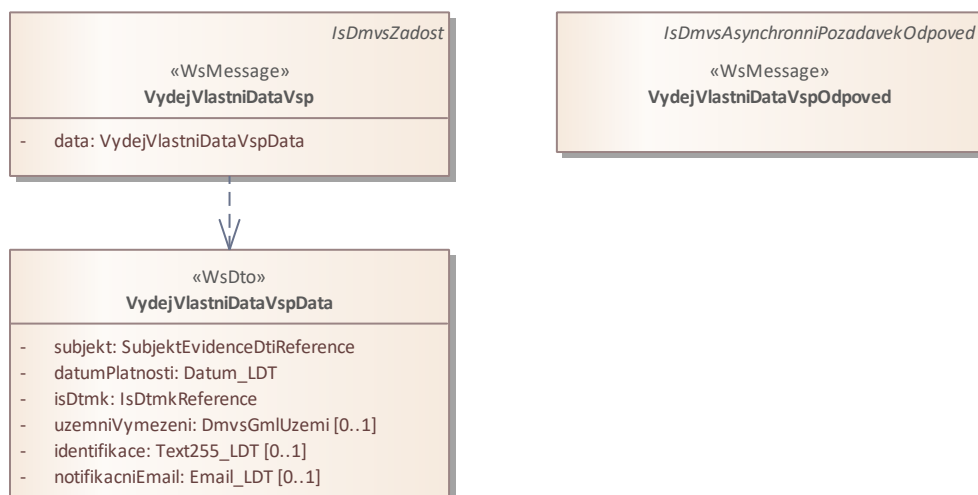 IsDmvsZadost
«WsMessage»
VydejVlastniDataVsp
- data: VydejVlastniDataVspData
IsDmvsAsynchronniPozadavekOdpoved
«WsMessage»
VydejVlastniDataVspOdpoved
«WsDto»
VydejVlastniDataVspData
- subjekt: SubjektEvidenceDtiReference
- datumPlatnosti: Datum_LDT
- isDtmk: IsDtmkReference
- uzemniVymezeni: DmvsGmlUzemi [0..1]
- identifikace: Text255_LDT [0..1]
- notifikacniEmail: Email_LDT [0..1]